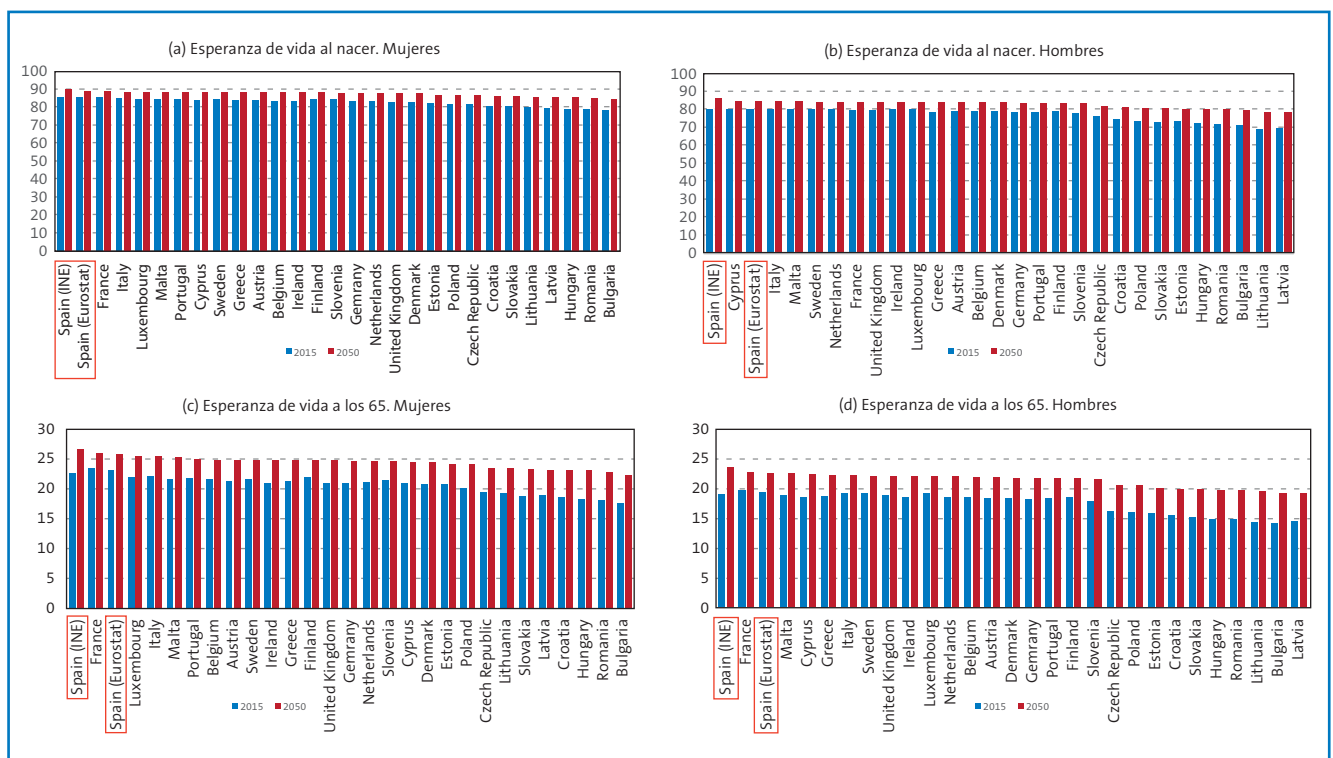 (a) Esperanza de vida al nacer. Mujeres
100
90
80
70
60
50
40
30
20
10
0
Spain (INE)
Spain (Eurostat)
France
Italy
Luxembourg
Malta
Portugal
Cyprus
Sweden
Greece
Austria
Belgium
Ireland
Finland
Slovenia
Gemrany
Netherlands
United Kingdom
Denmark
Estonia
Poland
Czech Republic
Croatia
Slovakia
Lithuania
Latvia
Hungary
Romania
Bulgaria
2015 2050
(b) Esperanza de vida al nacer. Hombres
100
90
80
70
60
50
40
30
20
10
0
Spain (INE)
Cyprus
Spain (Eurostat)
Italy
Malta
Sweden
Netherlands
France
United Kingdom
Ireland
Luxembourg
Greece
Austria
Belgium
Denmark
Germany
Portugal
Finland
Slovenia
Czech Republic
Croatia
Poland
Slovakia
Estonia
Hungary
Romania
Bulgaria
Lithuania
Latvia
2015 2050
(c) Esperanza de vida a los 65. Mujeres
30
25
20
15
10
5
0
Spain (INE)
France
Spain (Eurostat)
Luxembourg
Italy
Malta
Portugal
Belgium
Austria
Sweden
Ireland
Greece
Finland
United Kingdom
Gemrany
Netherlands
Slovenia
Cyprus
Denmark
Estonia
Poland
Czech Republic
Lithuania
Slovakia
Latvia
Croatia
Hungary
Romania
Bulgaria
2015 2050
(d) Esperanza de vida a los 65. Hombres
30
25
20
15
10
5
0
Spain (INE)
France
Spain (Eurostat)
Malta
Cyprus
Greece
Italy
Sweden
United Kingdom
Ireland
Luxembourg
Netherlands
Belgium
Austria
Denmark
Gemrany
Portugal
Finland
Slovenia
Czech Republic
Poland
Estonia
Croatia
Slovakia
Hungary
Romania
Lithuania
Bulgaria
Latvia
2015 2050